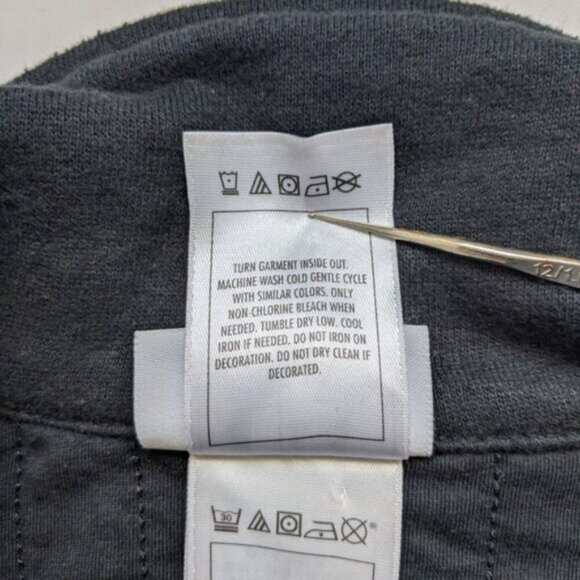 TURN GARMENT INSIDE OUT.
MACHINE WASH COLD GENTLE CYCLE
WITH SIMILAR COLORS. ONLY
NON-CHLORINE BLEACH WHEN
NEEDED. TUMBLE DRY LOW. COOL
IRON IF NEEDED. DO NOT IRON ON
DECORATION. DO NOT DRY CLEAN IF
DECORATED.
30
®